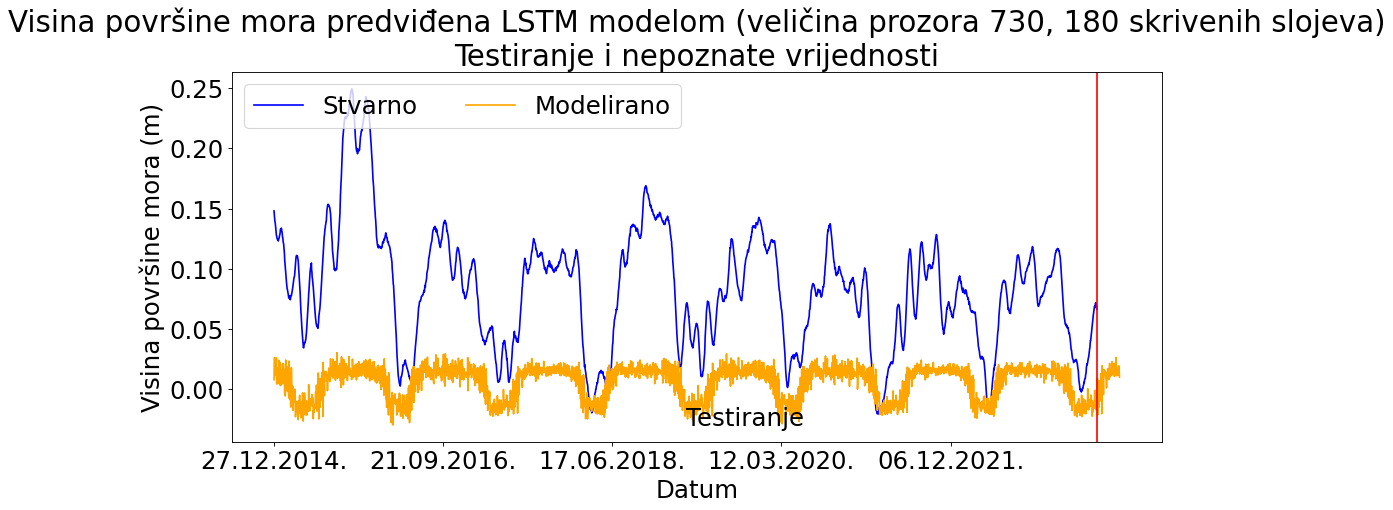 Visina površine mora predviđena LSTM modelom (veličina prozora 730, 180 skrivenih slojeva)
Testiranje i nepoznate vrijednosti
Stvarno
Modelirano
Visina površine mora (m)
0.25
0.20
0.15
0.10
0.05
0.00
Testiranje
27.12.2014.
21.09.2016.
17.06.2018.
12.03.2020.
06.12.2021.
Datum